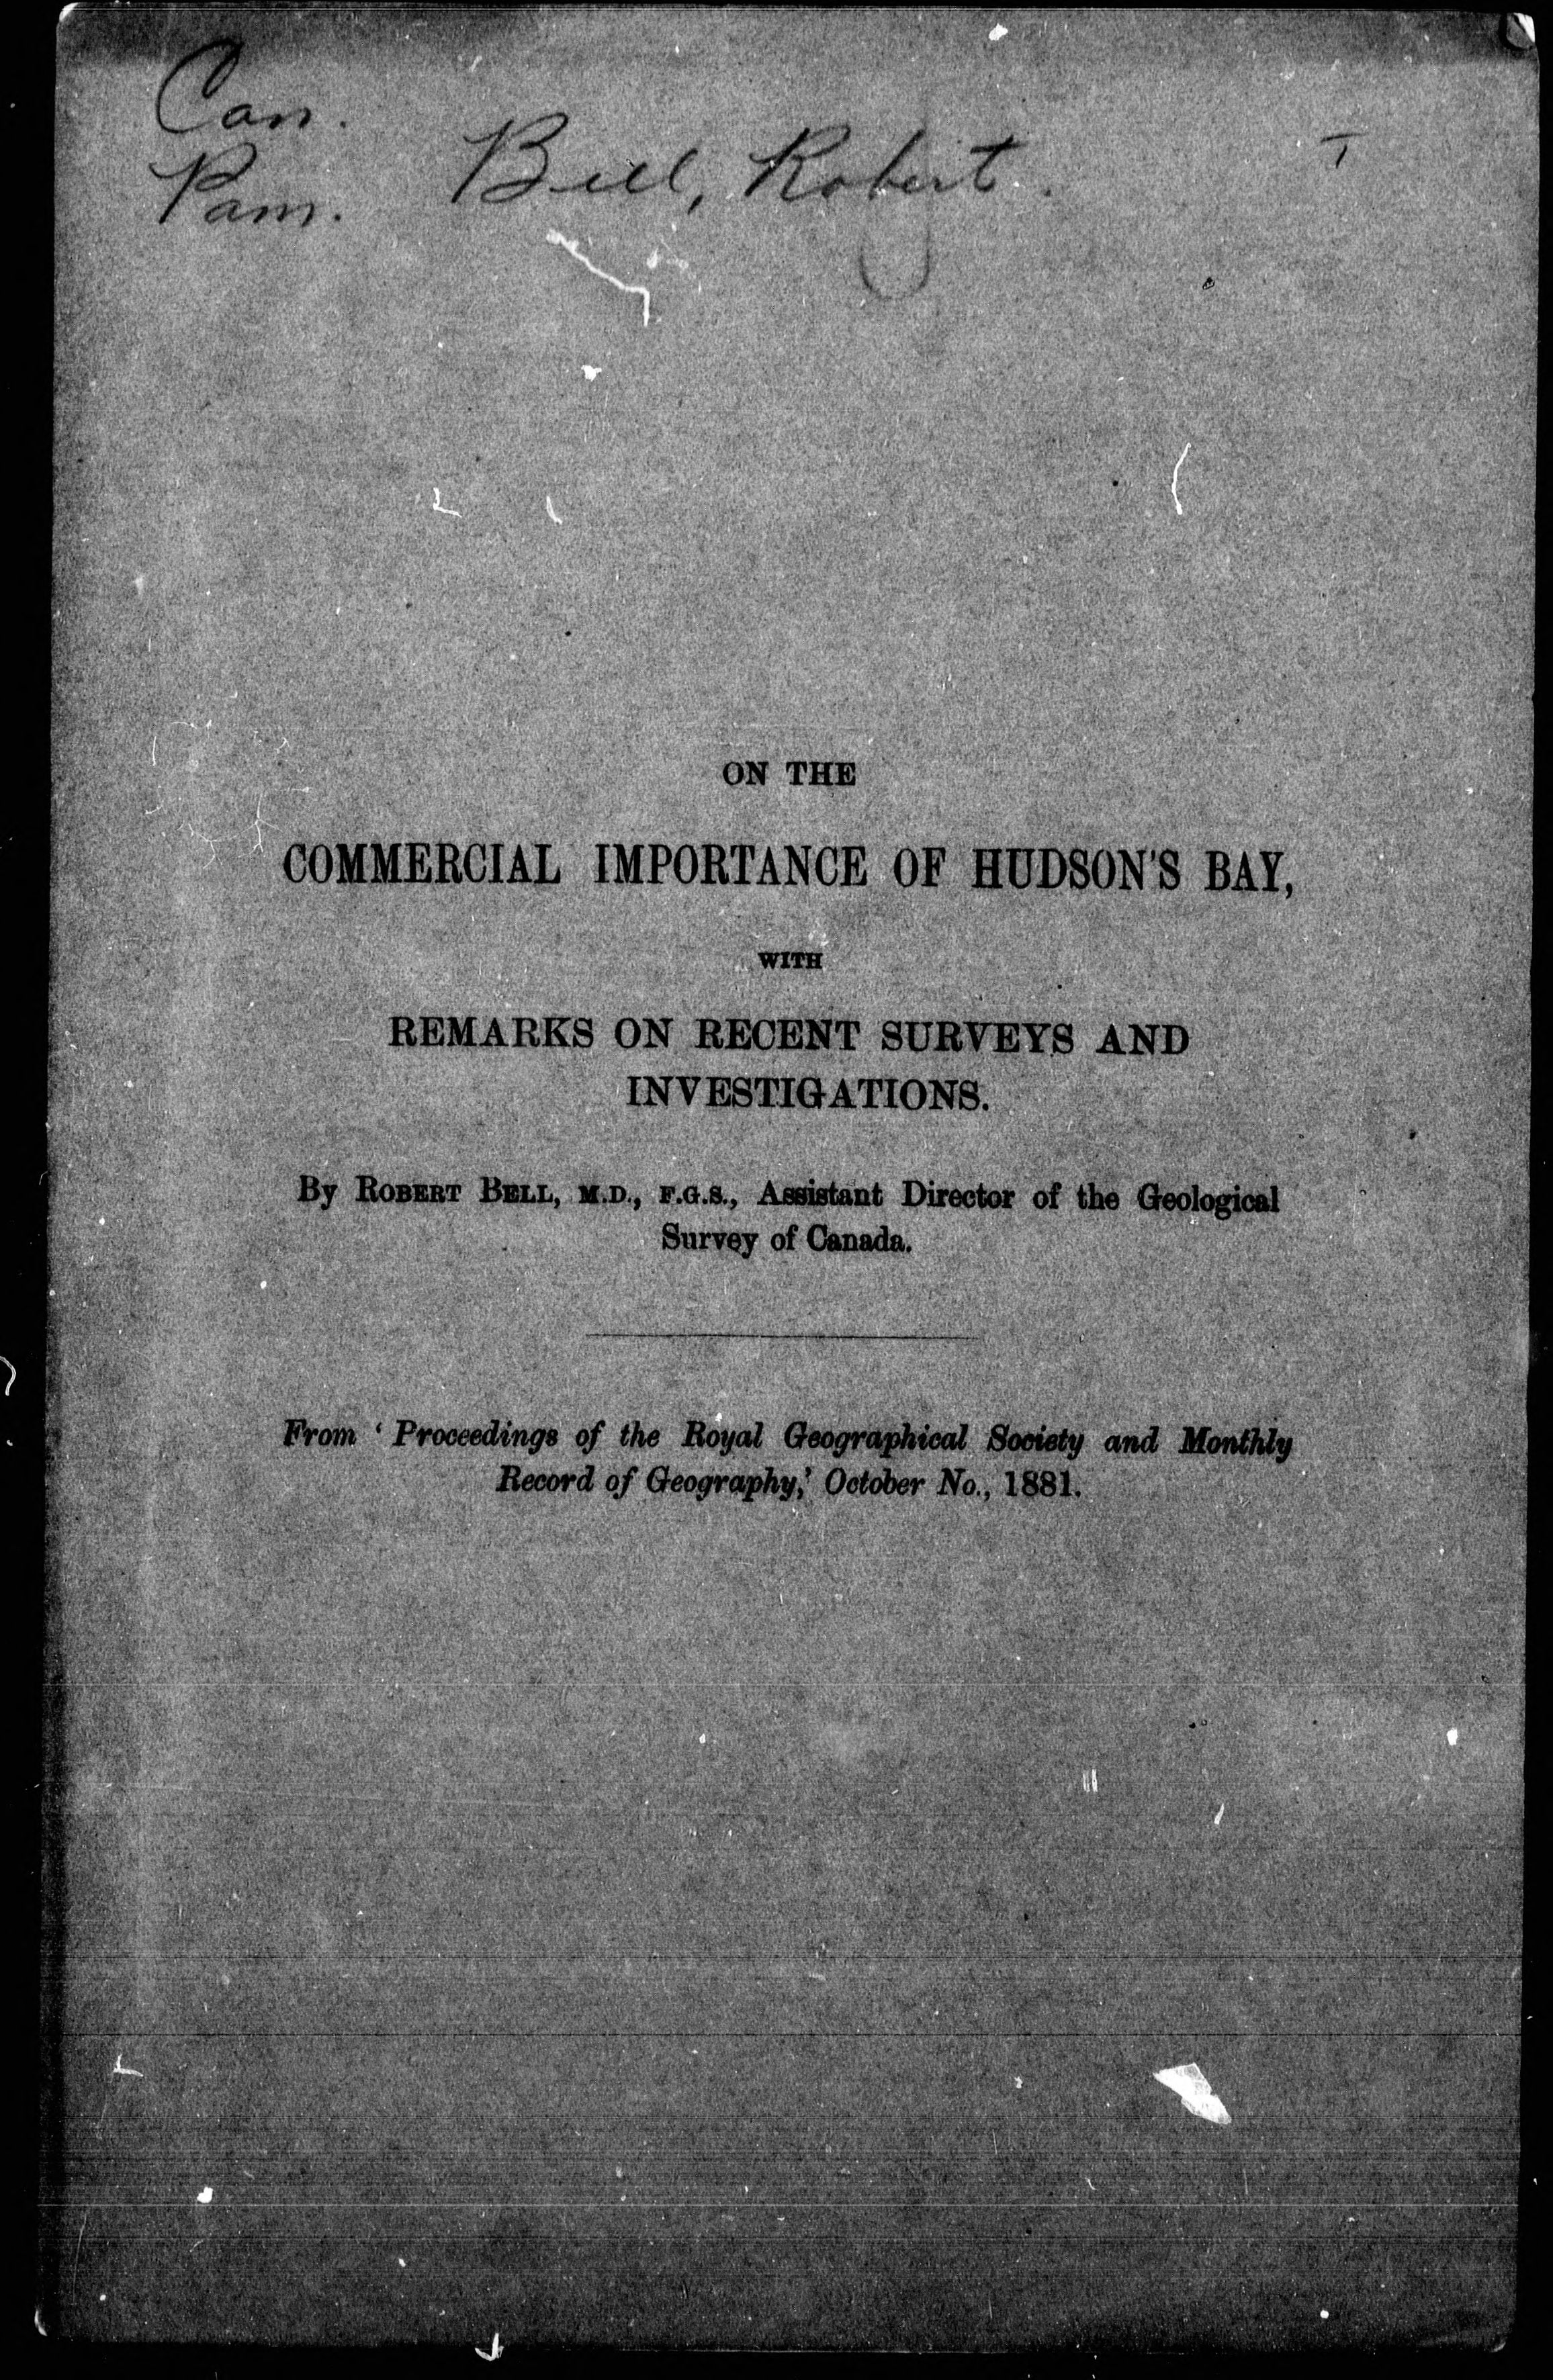 Can.
Pam.
Bell, Robert.
I
ON THE
COMMERCIAL IMPORTANCE OF HUDSON'S BAY,
WITH
REMARKS ON RECENT SURVEYS AND
INVESTIGATIONS.
By ROBERT BELL, M.D., F.G.S., Assistant Director of the Geological
Survey of Canada.
From ‘Proceedings of the Royal Geographical Society and Monthly
Record of Geography,’ October No., 1881.